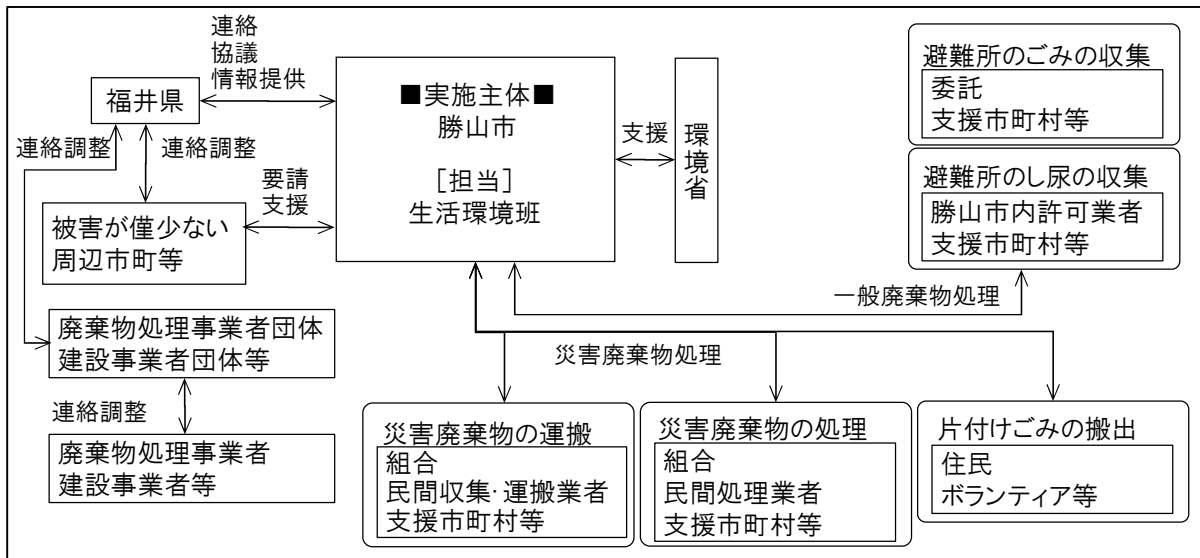 連絡
協議
情報提供
福井県
連絡調整
連絡調整
要請
支援
被害が僅少ない
周辺市町等
廃棄物処理事業者団体
建設事業者団体等
連絡調整
廃棄物処理事業者
建設事業者等
■実施主体■
勝山市
［担当］
生活環境班
支援
環境省
避難所のごみの収集
委託
支援市町村等
避難所のし尿の収集
勝山市内許可業者
支援市町村等
一般廃棄物処理
災害廃棄物処理
災害廃棄物の運搬
組合
民間収集・運搬業者
支援市町村等
災害廃棄物の処理
組合
民間処理業者
支援市町村等
片付けごみの搬出
住民
ボランティア等